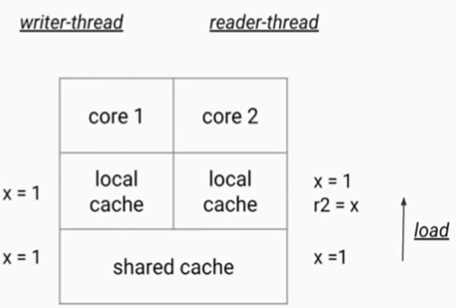 writer-thread
reader-thread
core 1
core 2
x = 1
local
cache
local
cache
x = 1
r2 = x
load
x = 1
shared cache
x =1